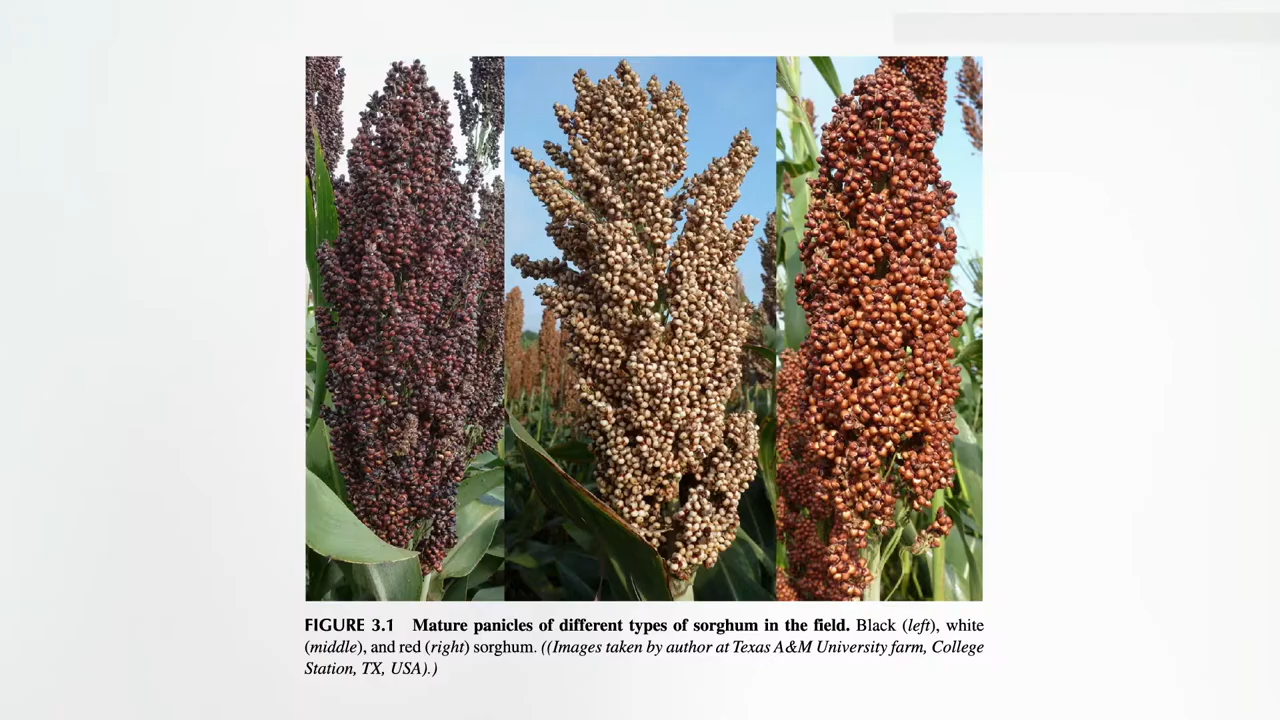 FIGURE 3.1 Mature panicles of different types of sorghum in the field. Black (left), white
(middle), and red (right) sorghum. ((Images taken by author at Texas A&M University farm, College
Station, TX, USA).)